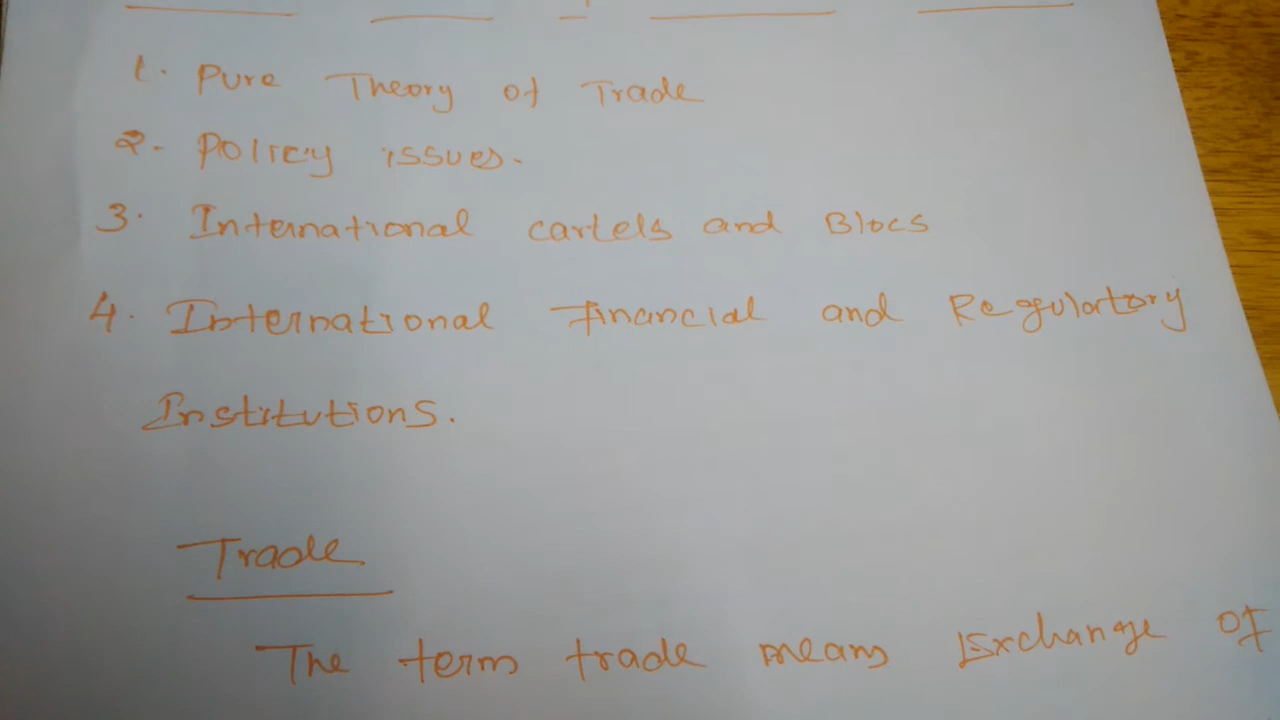 1. Pure Theory of Trade
2. Policy issues.
3. International cartels and Blocs
4. International Financial and Regulatory
Institutions.
Trade
The term trade means Exchange of